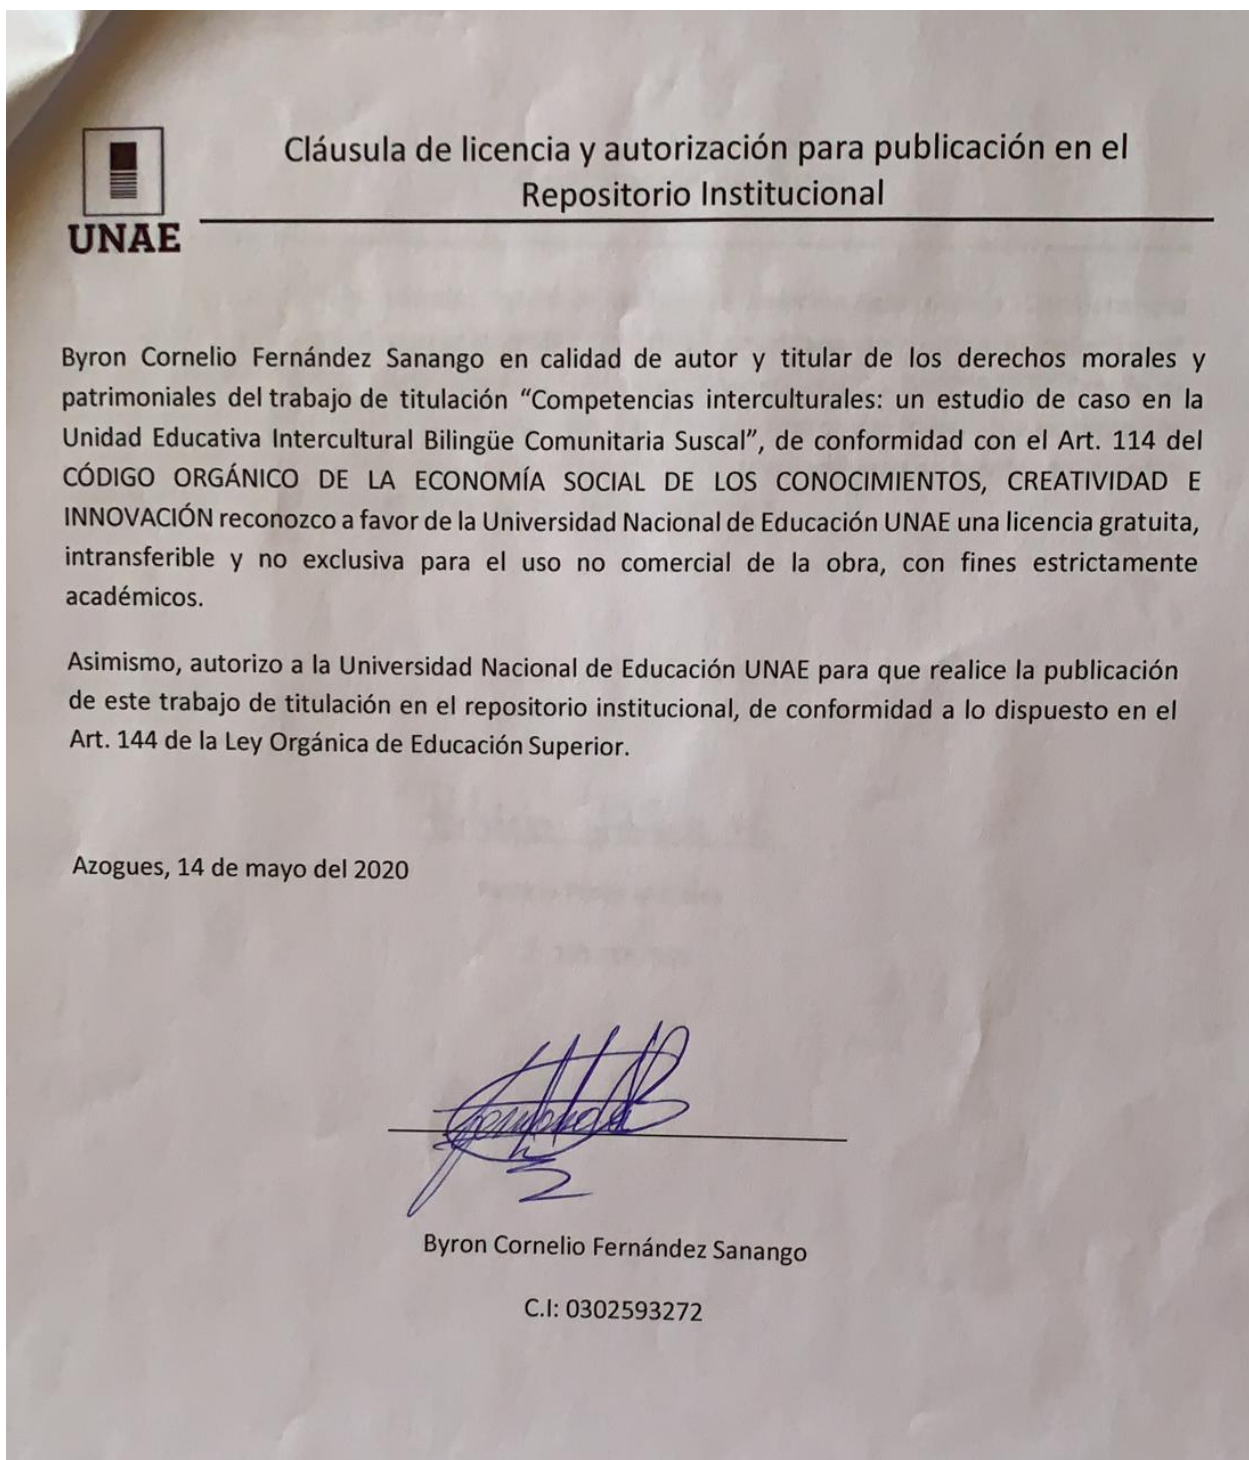 Cláusula de licencia y autorización para publicación en el
Repositorio Institucional
UNAE
Byron Cornelio Fernández Sanango en calidad de autor y titular de los derechos morales y
patrimoniales del trabajo de titulación “Competencias interculturales: un estudio de caso en la
Unidad Educativa Intercultural Bilingüe Comunitaria Suscal”, de conformidad con el Art. 114 del
CÓDIGO ORGÁNICO DE LA ECONOMÍA SOCIAL DE LOS CONOCIMIENTOS, CREATIVIDAD E
INNOVACIÓN reconozco a favor de la Universidad Nacional de Educación UNAE una licencia gratuita,
intransferible y no exclusiva para el uso no comercial de la obra, con fines estrictamente
académicos.
Asimismo, autorizo a la Universidad Nacional de Educación UNAE para que realice la publicación
de este trabajo de titulación en el repositorio institucional, de conformidad a lo dispuesto en el
Art. 144 de la Ley Orgánica de Educación Superior.
Azogues, 14 de mayo del 2020
Byron Cornelio Fernández Sanango
C.I: 0302593272